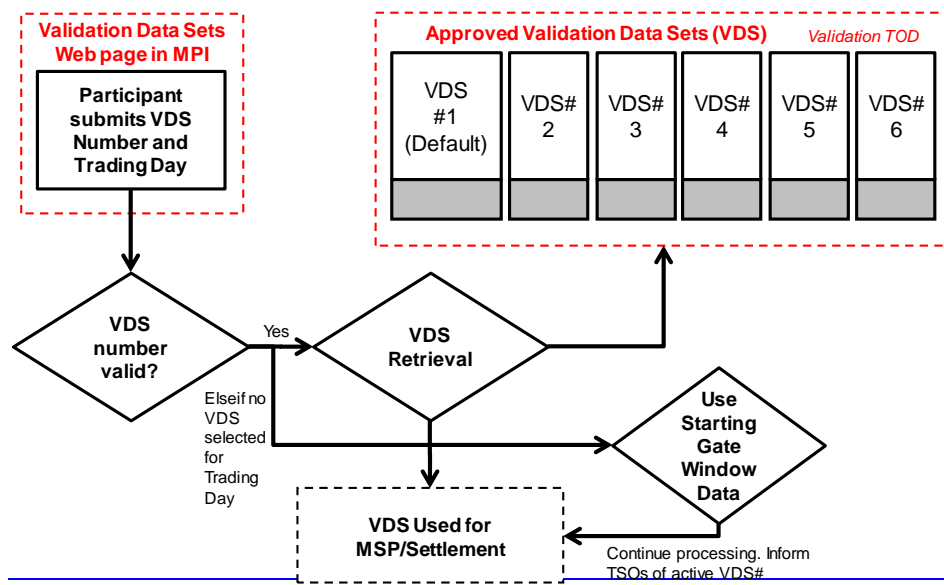 Validation Data Sets
Web page in MPI
Participant
submits VDS
Number and
Trading Day
Approved Validation Data Sets (VDS)
Validation TOD
VDS
#1
(Default)
VDS#
2
VDS#
3
VDS#
4
VDS#
5
VDS#
6
VDS
number
valid?
Yes
VDS
Retrieval
Elseif no
VDS
selected
for
Trading
Day
Use
Starting
Gate
Window
Data
VDS Used for
MSP/Settlement
Continue processing. Inform
TSOs of active VDS#